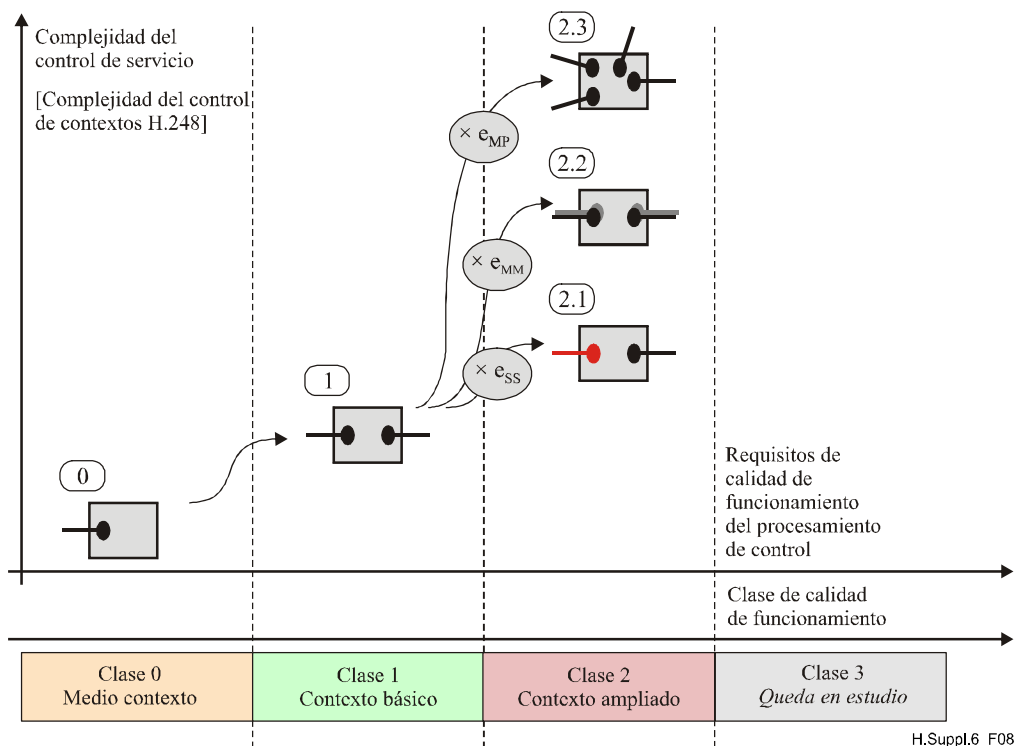 Complejidad del
control de servicio
[Complejidad del control
de contextos H.248]
2.3
× eMP
2.2
× eMM
2.1
× eSS
1
0
Requisitos de
calidad de
funcionamiento
del procesamiento
de control
Clase de calidad
de funcionamiento
Clase 0
Medio contexto
Clase 1
Contexto básico
Clase 2
Contexto ampliado
Clase 3
Queda en estudio
H.Suppl.6_F08